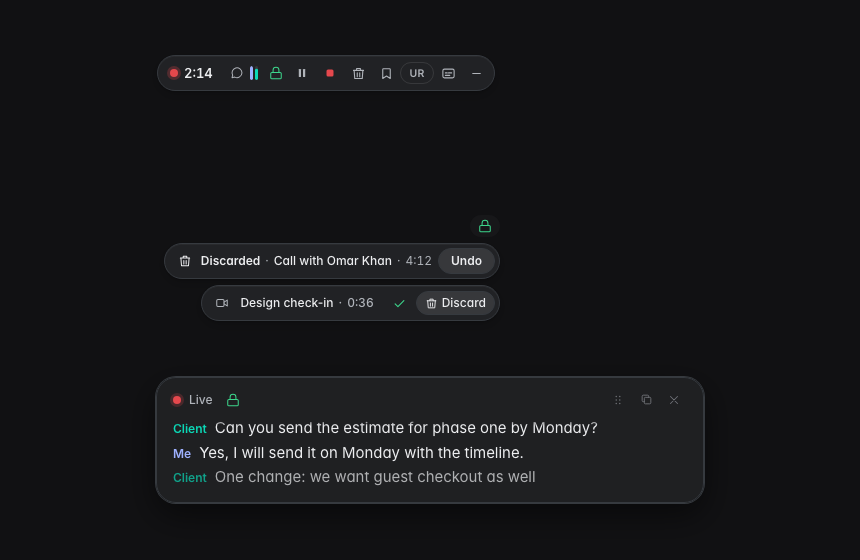 2:14 UR
Discarded · Call with Omar Khan · 4:12 Undo
Design check-in · 0:36 Discard
Live
Client Can you send the estimate for phase one by Monday?
Me Yes, I will send it on Monday with the timeline.
Client One change: we want guest checkout as well